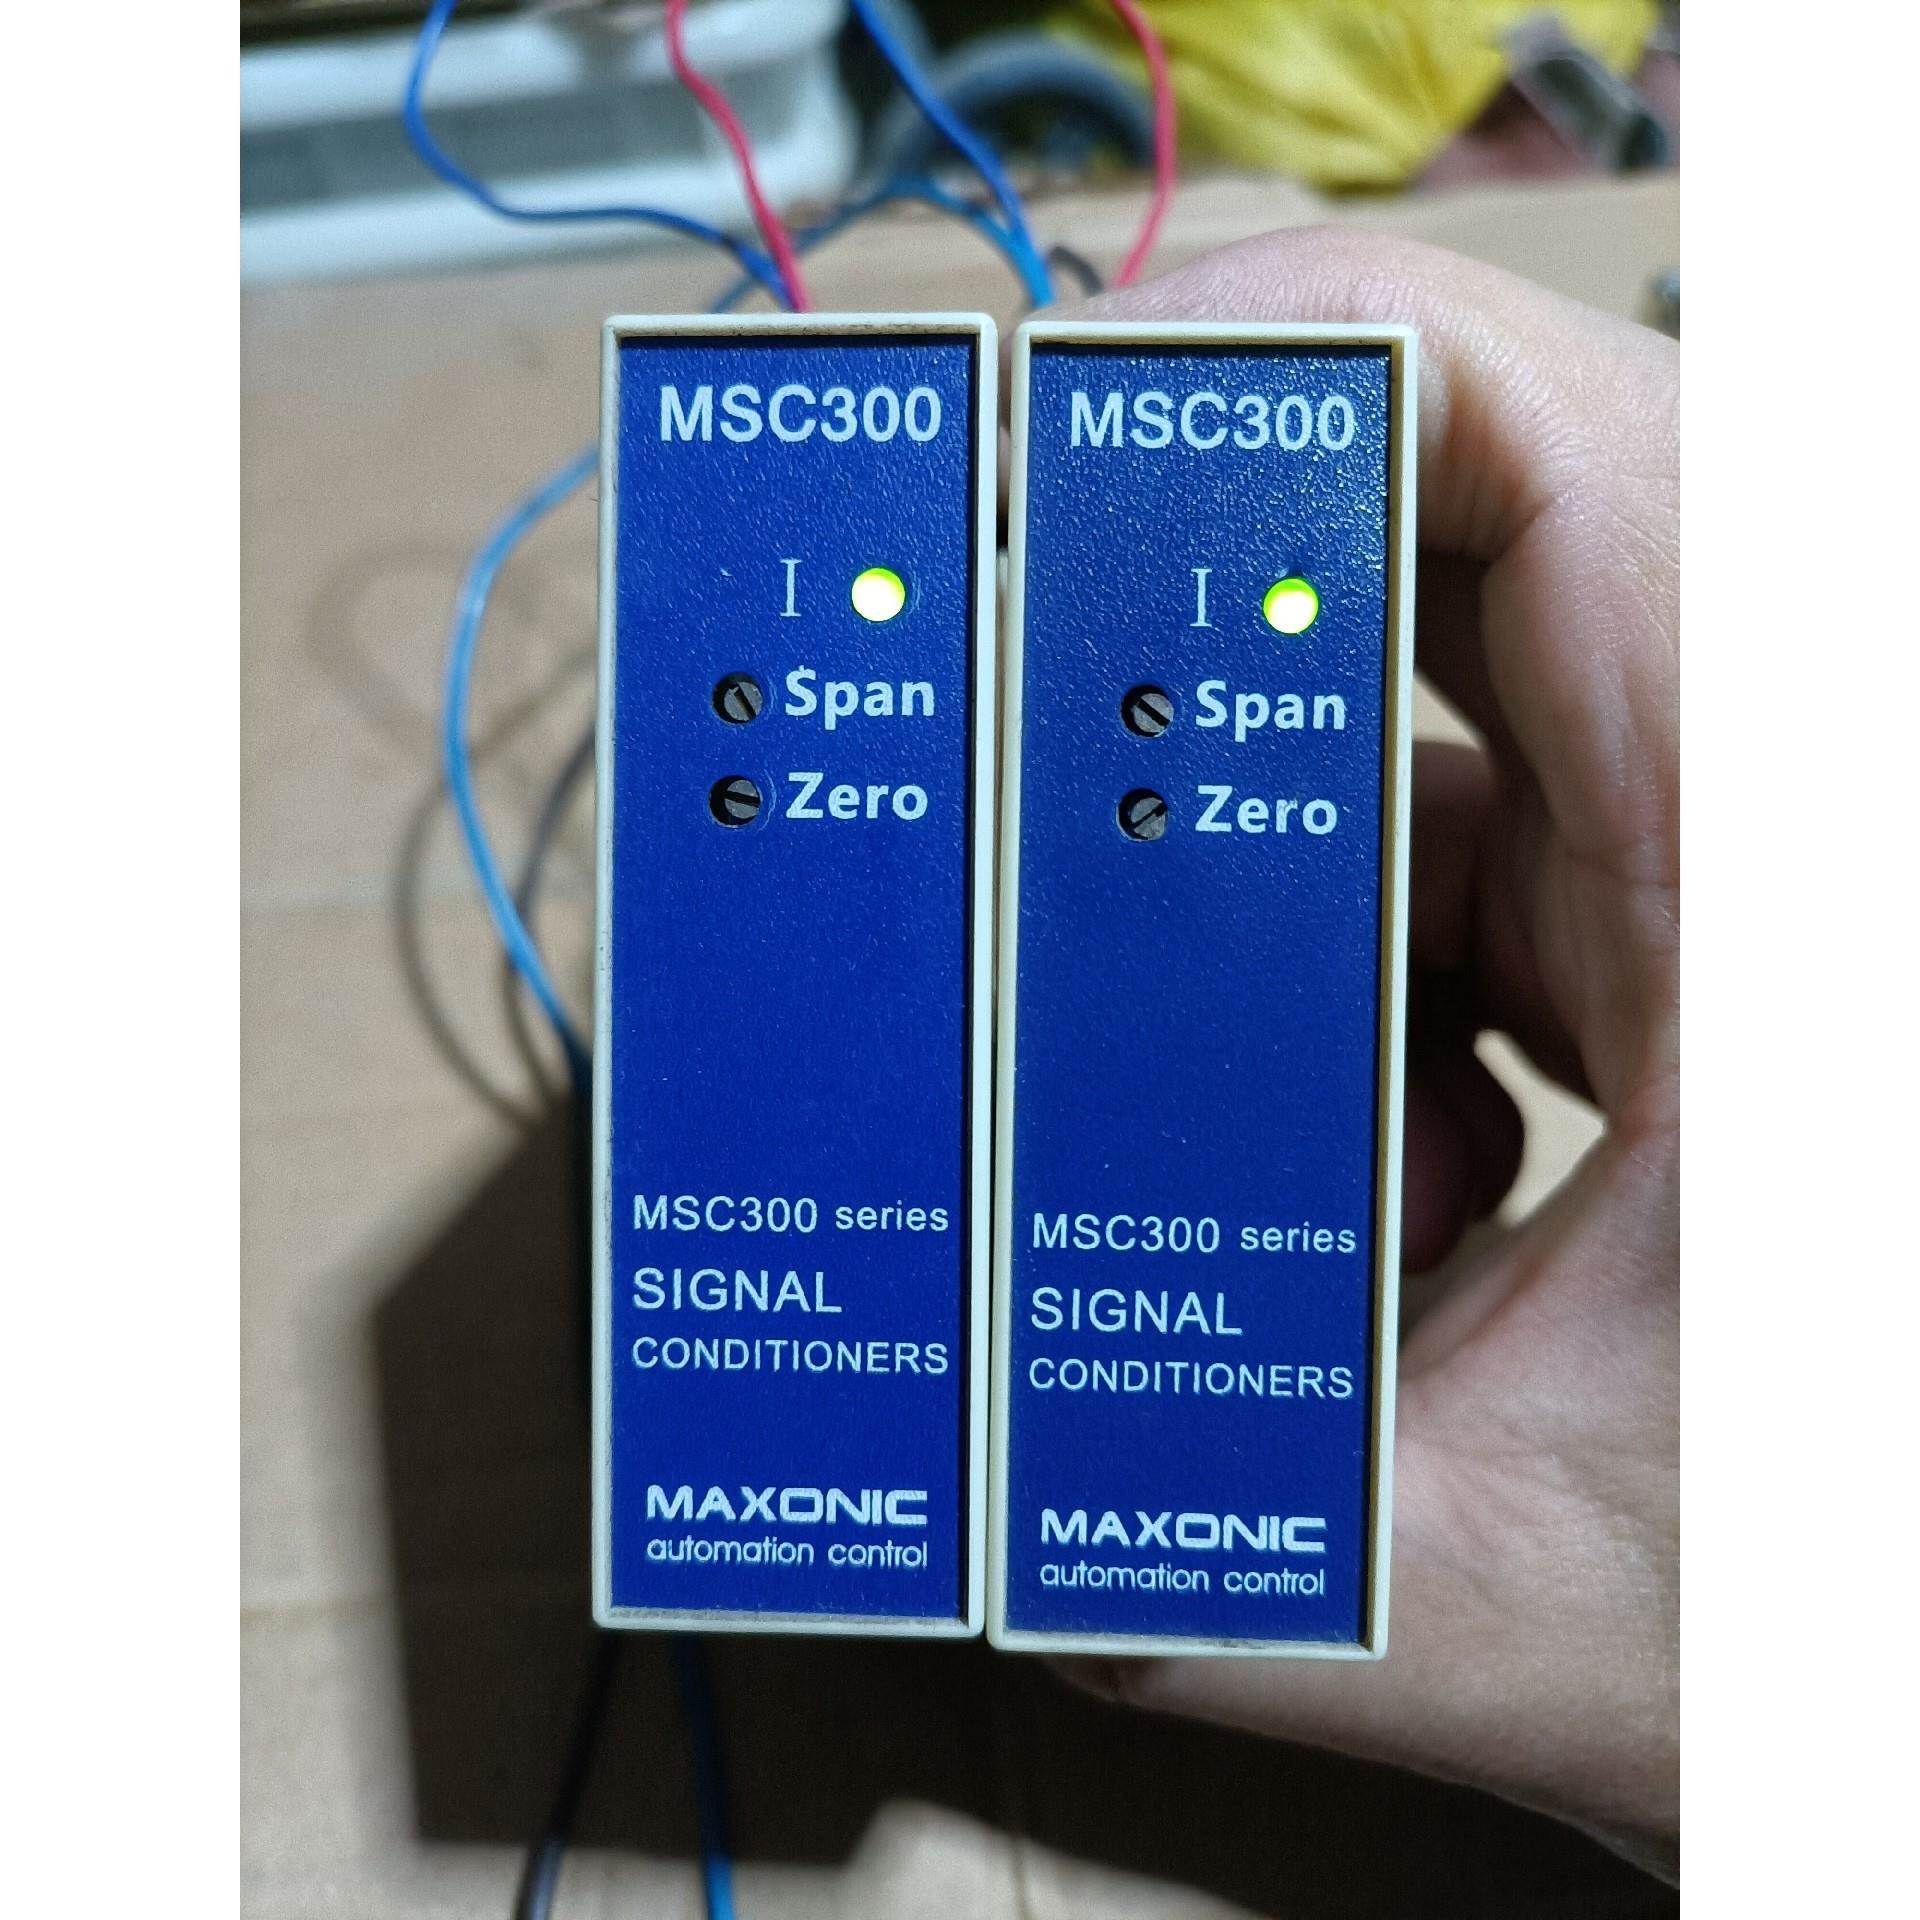 MSC300
I
Span
Zero
MSC300 series
SIGNAL
CONDITIONERS
MAXONIC
automation control
MSC300
I
Span
Zero
MSC300 series
SIGNAL
CONDITIONERS
MAXONIC
automation control